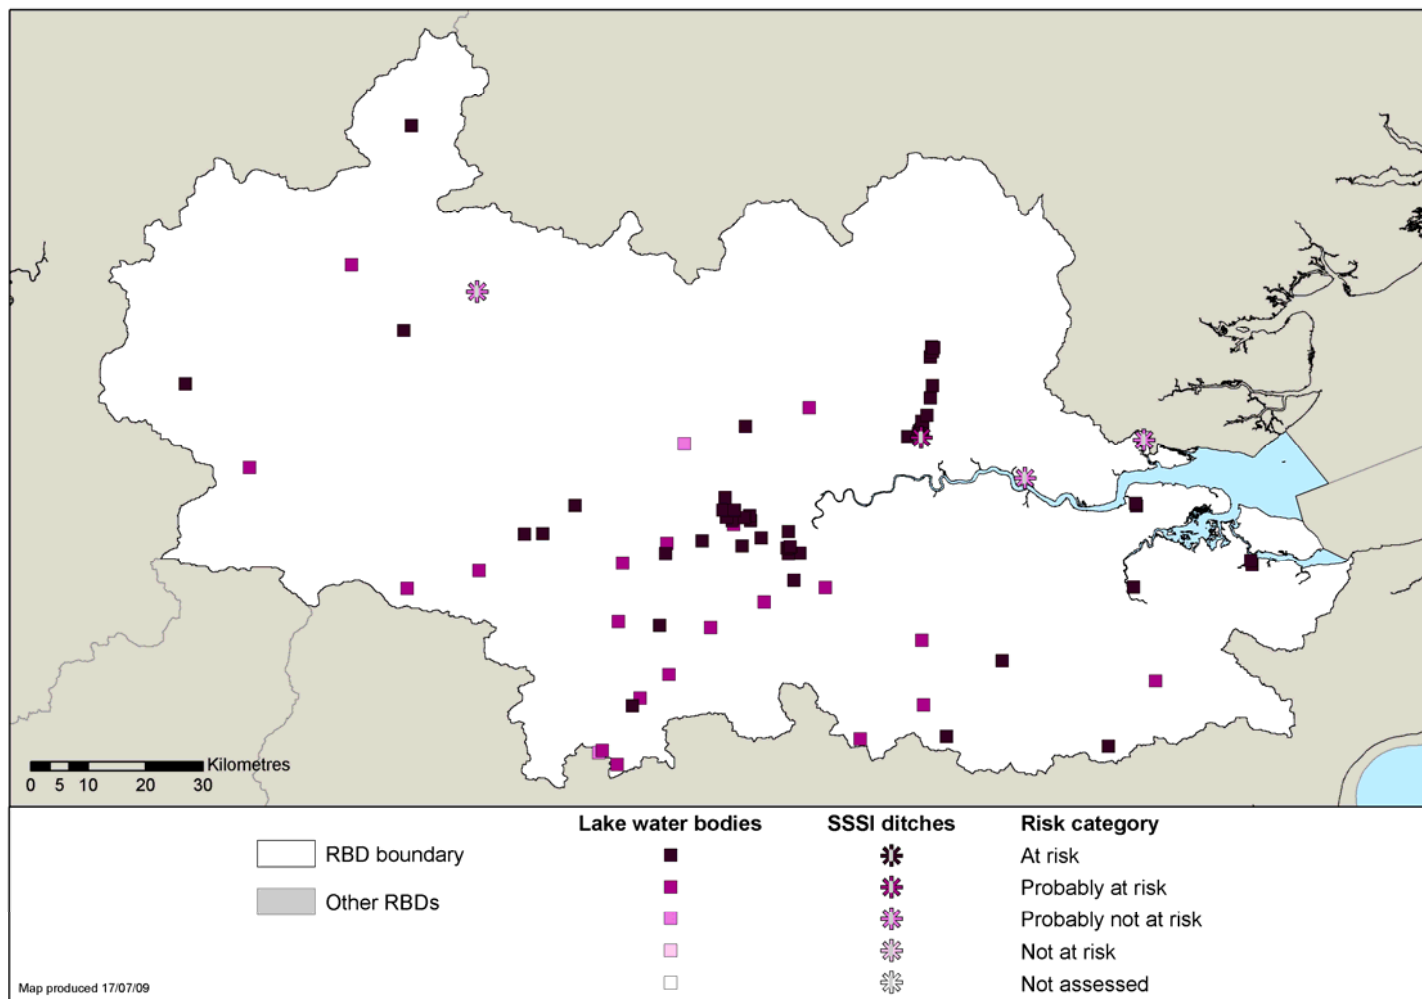 Kilometres
0 5 10 20 30
Lake water bodies SSSI ditches Risk category
RBD boundary At risk
Probably at risk
Other RBDs
Probably not at risk
Not at risk
Not assessed
Map produced 17/07/09